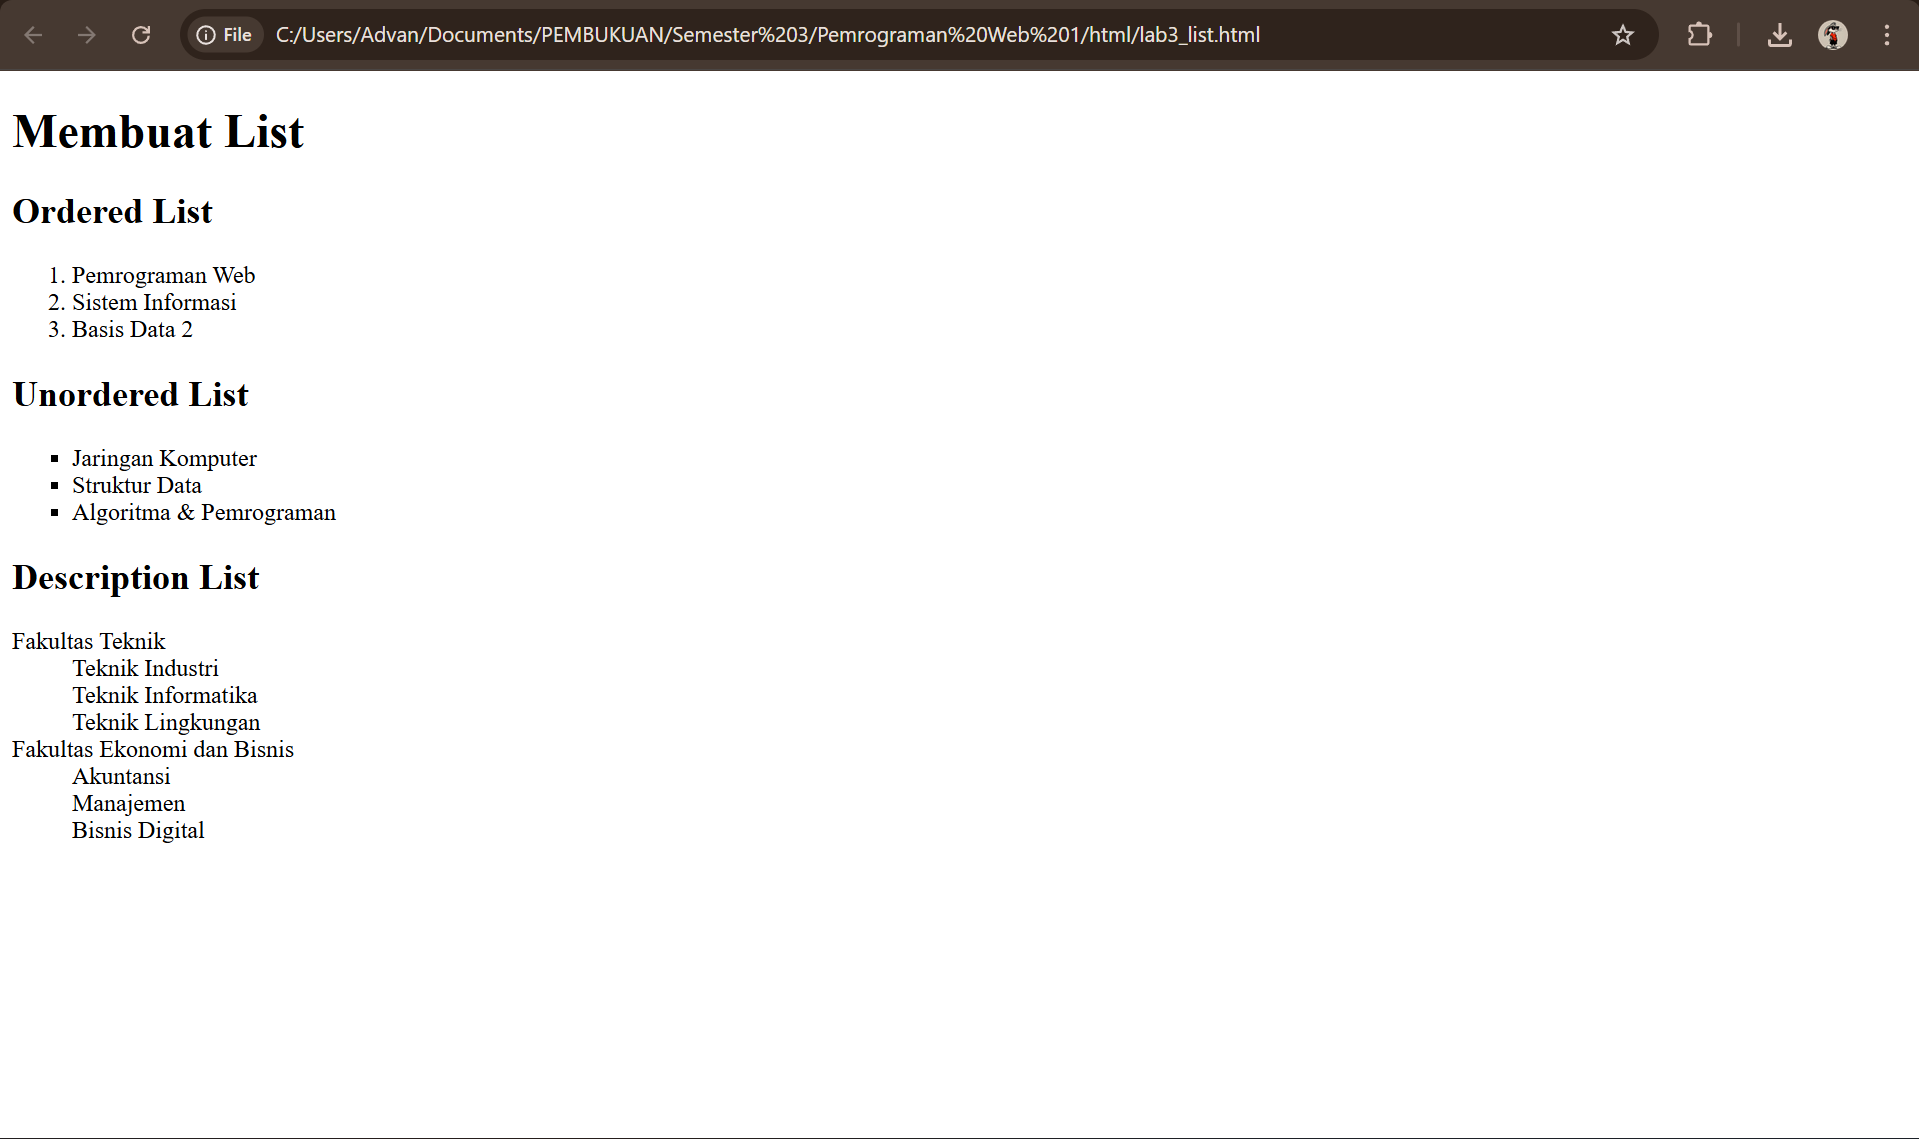 File C:/Users/Advan/Documents/PEMBUKUAN/Semester%203/Pemrograman%20Web%201/html/lab3_list.html
Membuat List
Ordered List
1. Pemrograman Web
2. Sistem Informasi
3. Basis Data 2
Unordered List
▪ Jaringan Komputer
▪ Struktur Data
▪ Algoritma & Pemrograman
Description List
Fakultas Teknik
Teknik Industri
Teknik Informatika
Teknik Lingkungan
Fakultas Ekonomi dan Bisnis
Akuntansi
Manajemen
Bisnis Digital